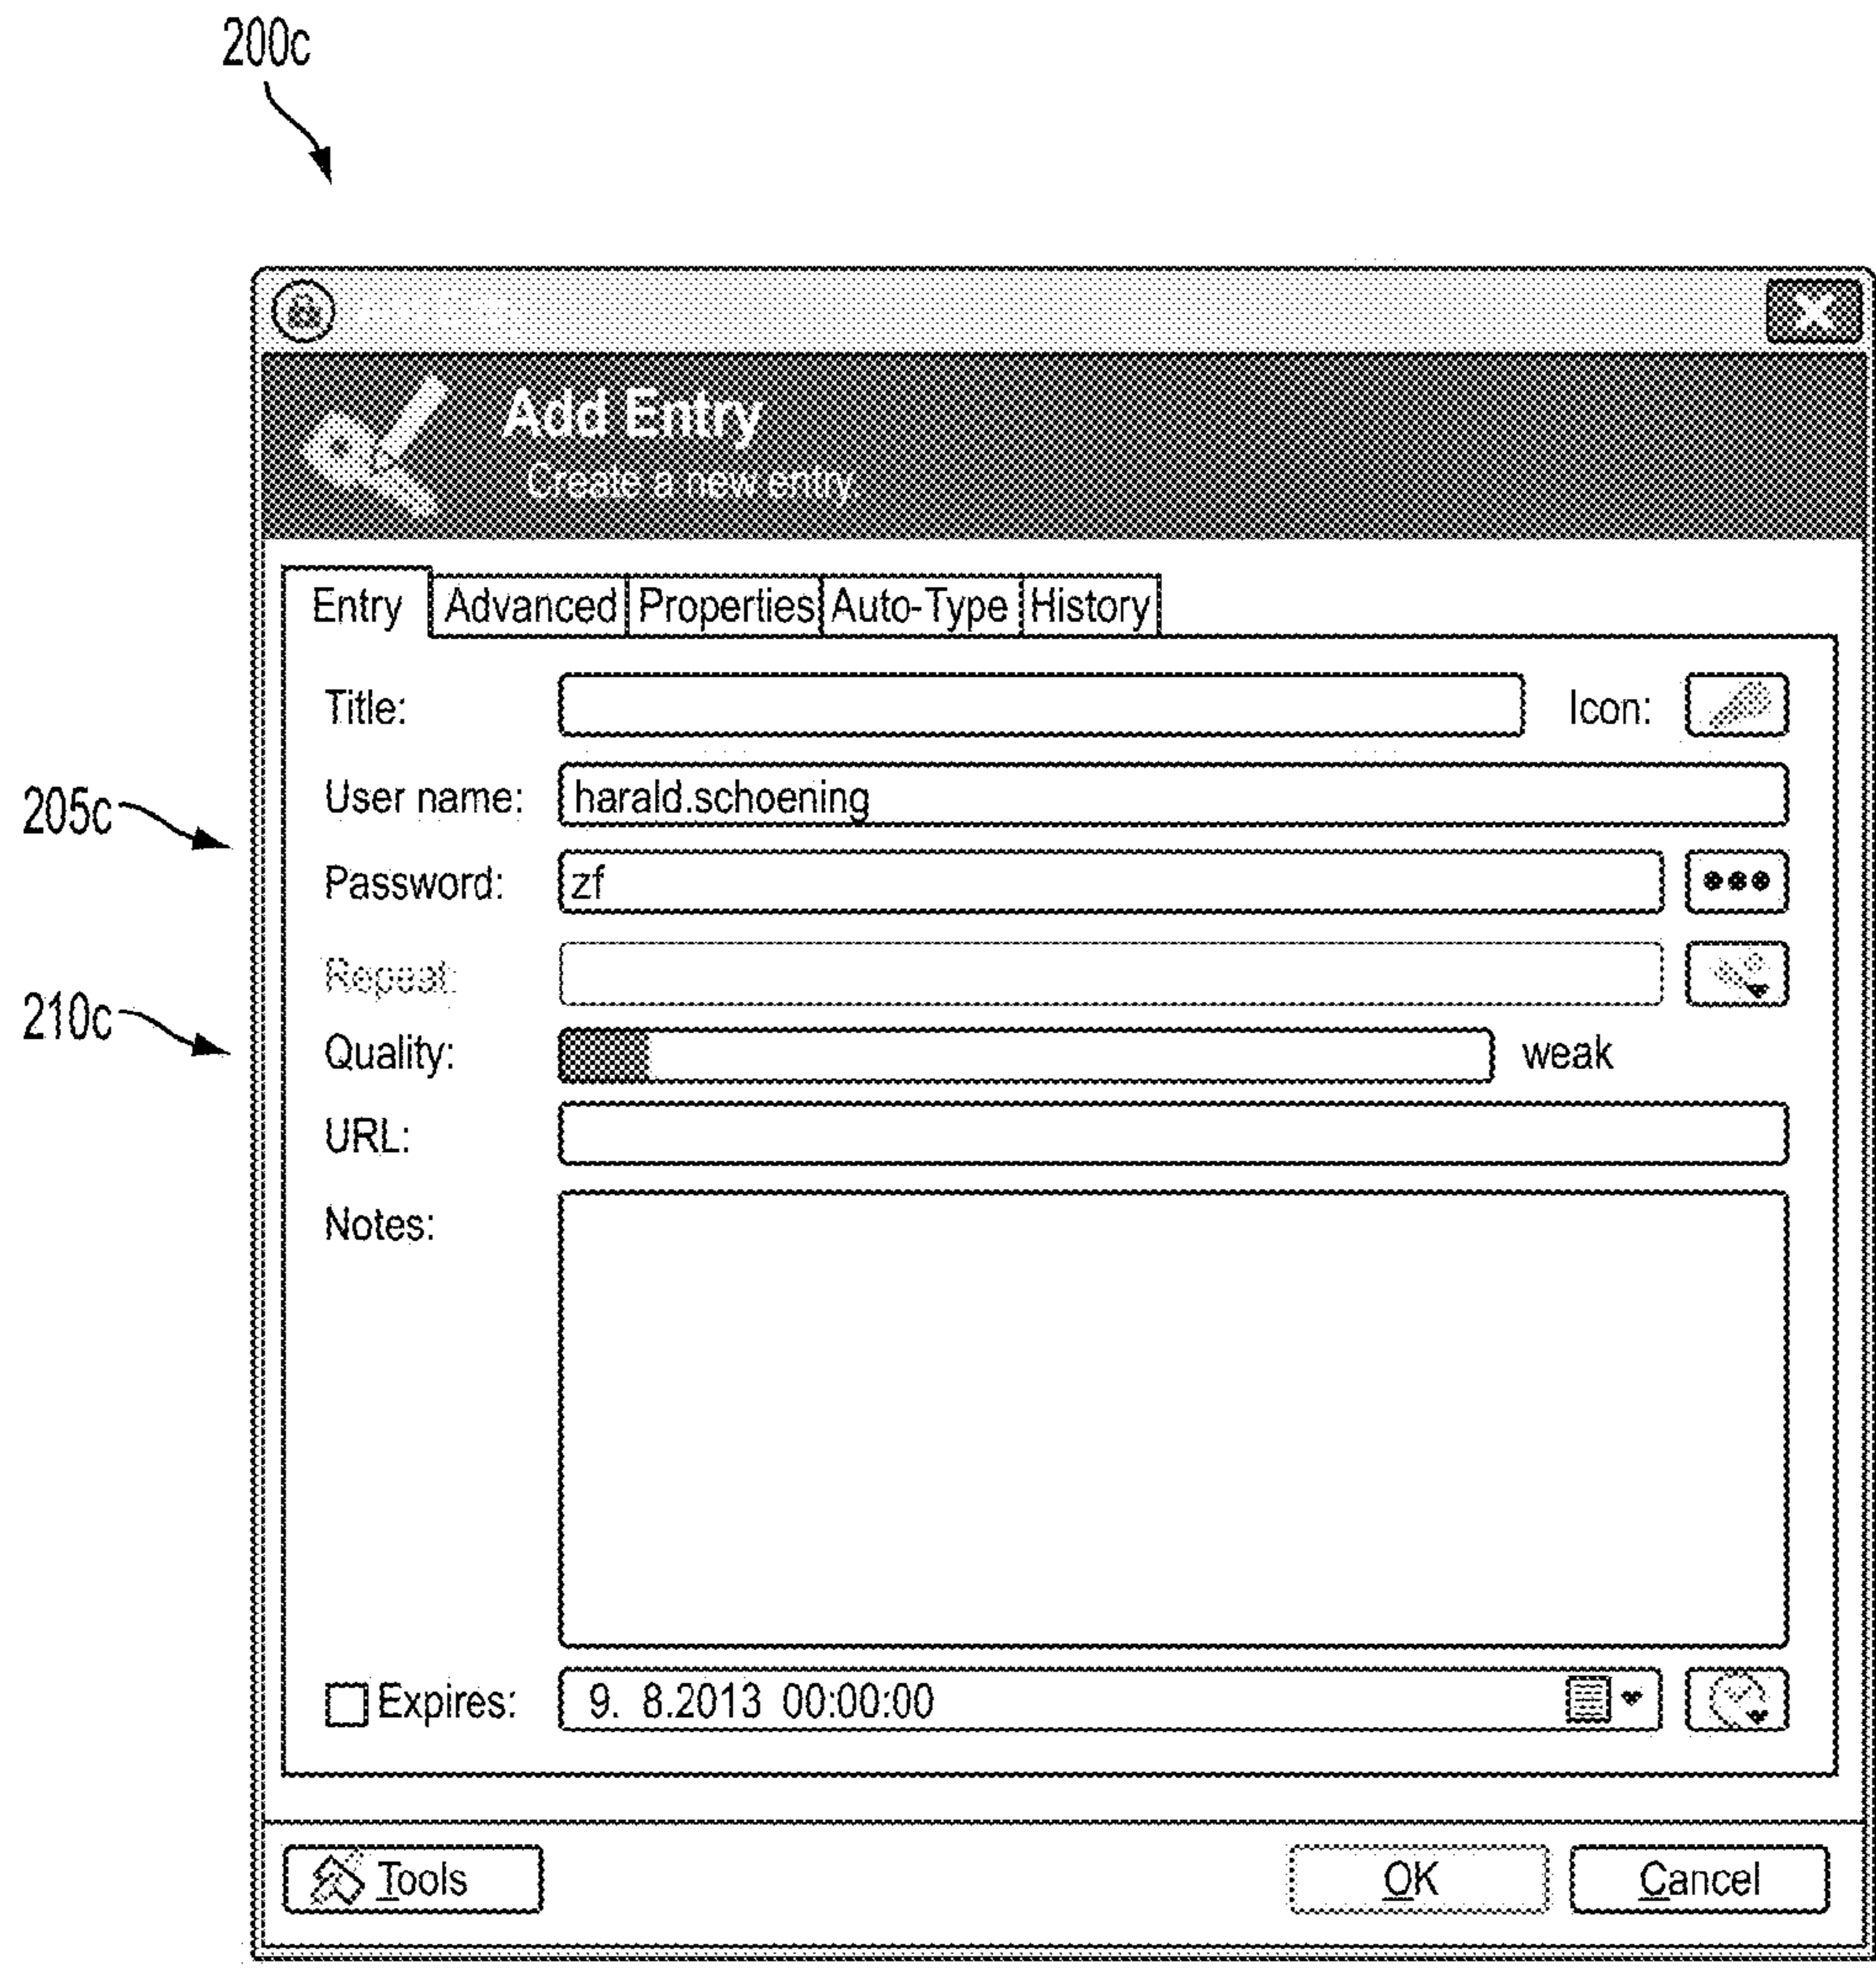 200c
Add Entry
Create a new entry.
Entry Advanced Properties Auto-Type History
Title: Icon:
User name: harald.schoening
205c
Password: zf
Repeat:
210c
Quality: weak
URL:
Notes:
Expires: 9. 8.2013 00:00:00
Tools OK Cancel